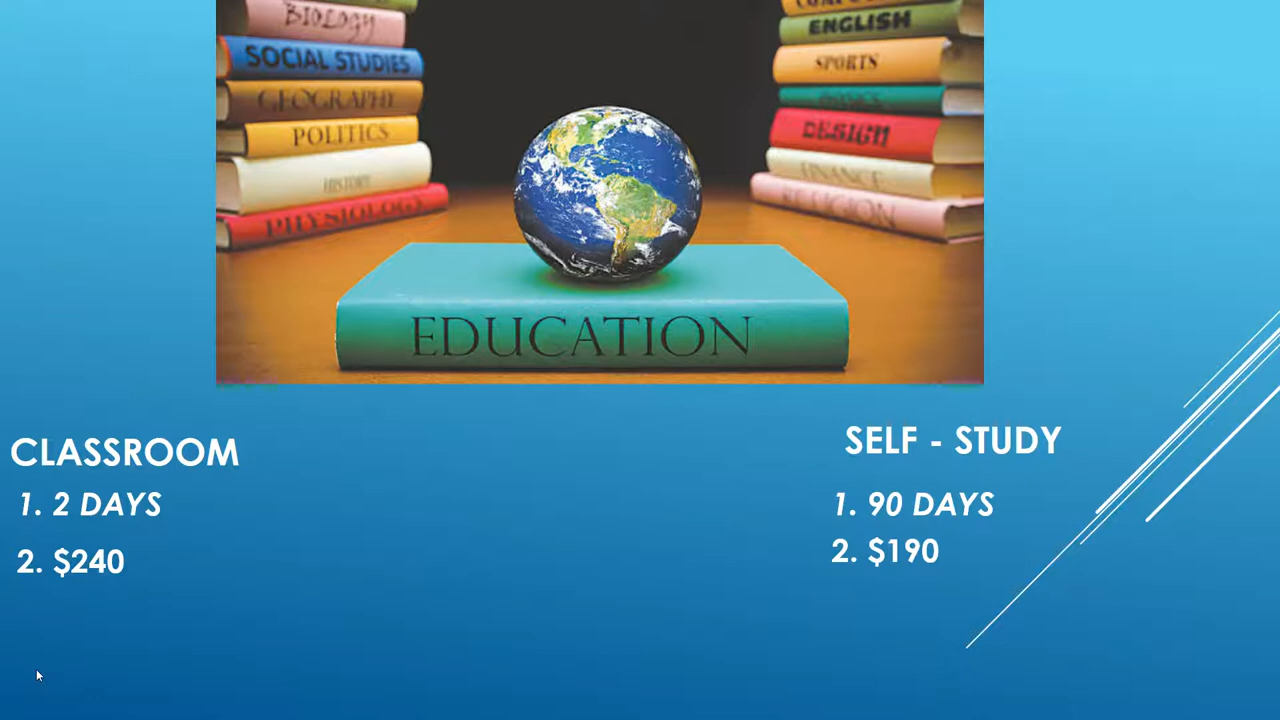 BIOLOGY
SOCIAL STUDIES
GEOGRAPHY
POLITICS
HISTORY
PHYSIOLOGY
ENGLISH
SPORTS
DESIGN
FINANCE
RELIGION
EDUCATION
CLASSROOM
1. 2 DAYS
2. $240
SELF - STUDY
1. 90 DAYS
2. $190